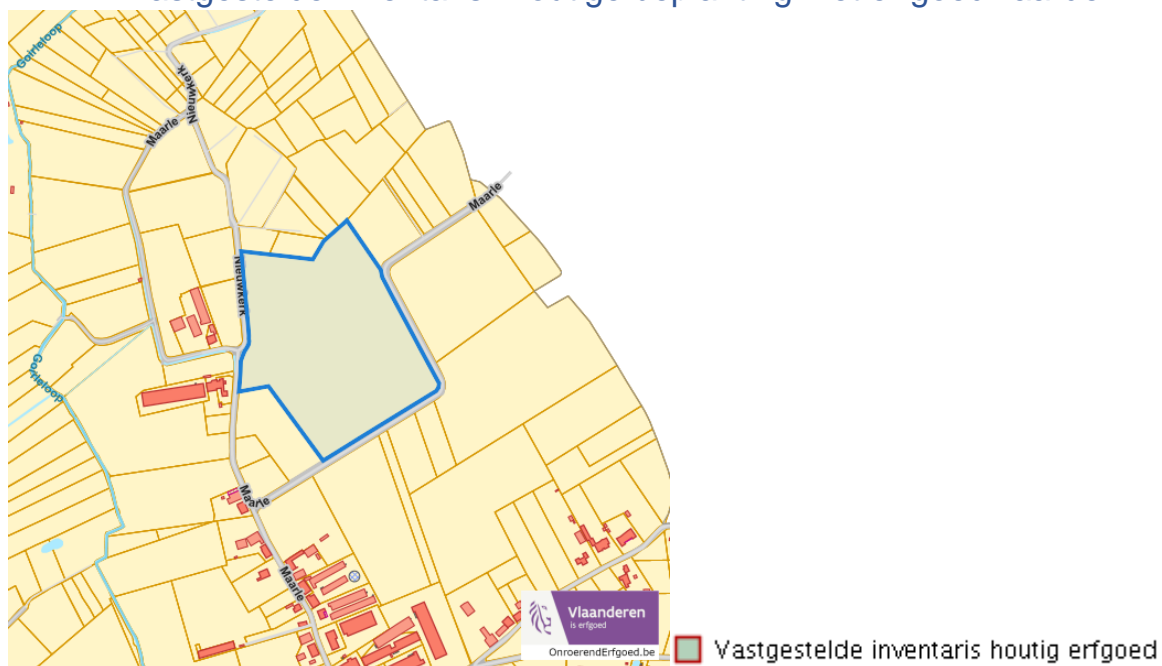 Goirleloop
Nieuwkerk
Maarle
Maarle
Nieuwkerk
Goirleloop
Maarle
Maarle
Vlaanderen
is erfgoed
OnroerendErfgoed.be
Vastgestelde inventaris houtig erfgoed